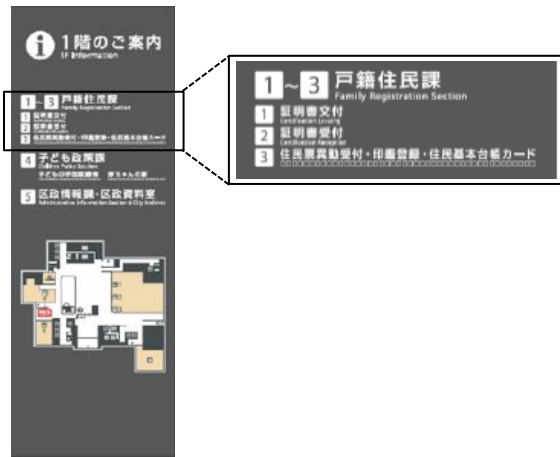 i 1階のご案内
1F Information
1~3 戸籍住民課
Family Registration Section
1 証明書交付
2 証明書受付
3 住民票異動受付・印鑑登録・住民基本台帳カード
4 子ども政策課
5 区政情報課・区政資料室
1~3 戸籍住民課
Family Registration Section
1 証明書交付
Certification Issuing
2 証明書受付
Certification Reception
3 住民票異動受付・印鑑登録・住民基本台帳カード